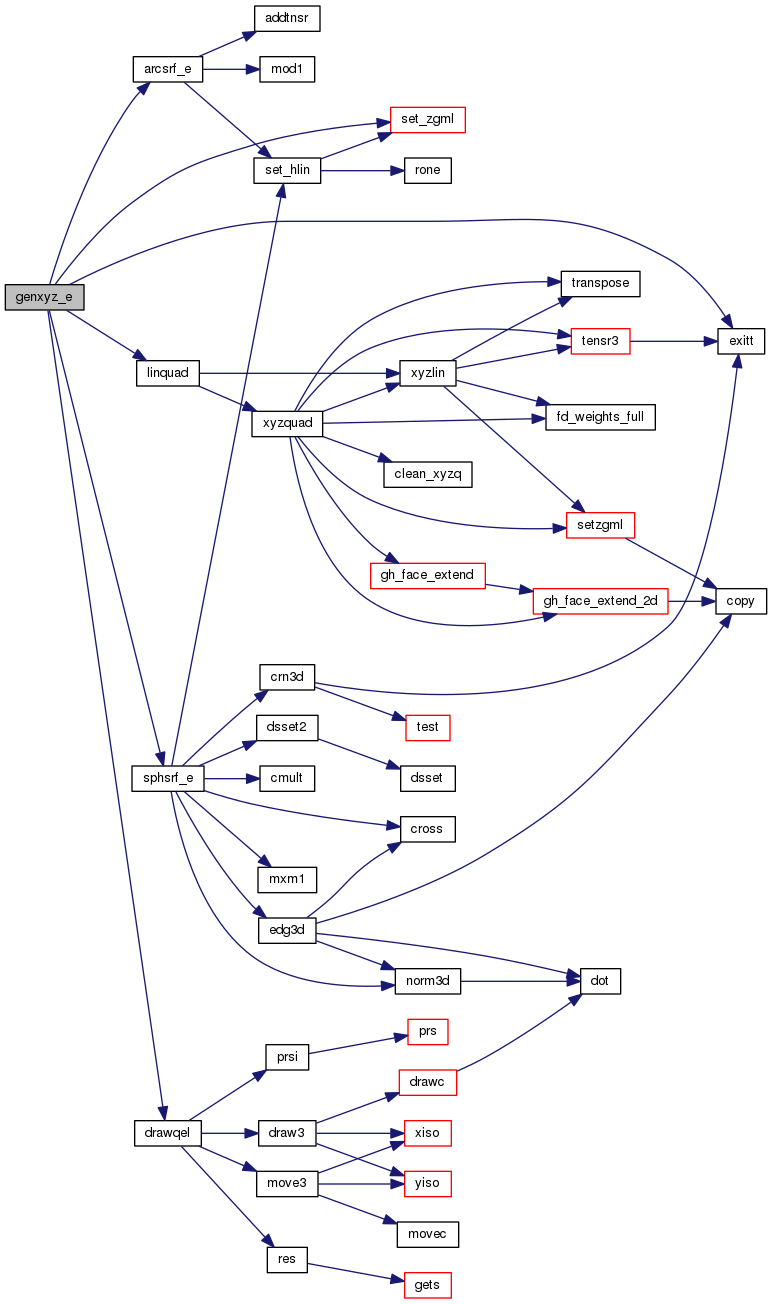 addtnsr
arcsrf_e
mod1
set_zgml
set_hlin
rone
transpose
genxyz_e
exitt
tensr3
linquad
xyzlin
fd_weights_full
xyzquad
clean_xyzq
setzgml
gh_face_extend
gh_face_extend_2d
copy
crn3d
test
dsset2
sphsrf_e
cmult
dsset
cross
mxm1
edg3d
norm3d
dot
prs
prsi
drawc
drawqel
draw3
xiso
move3
yiso
movec
res
gets